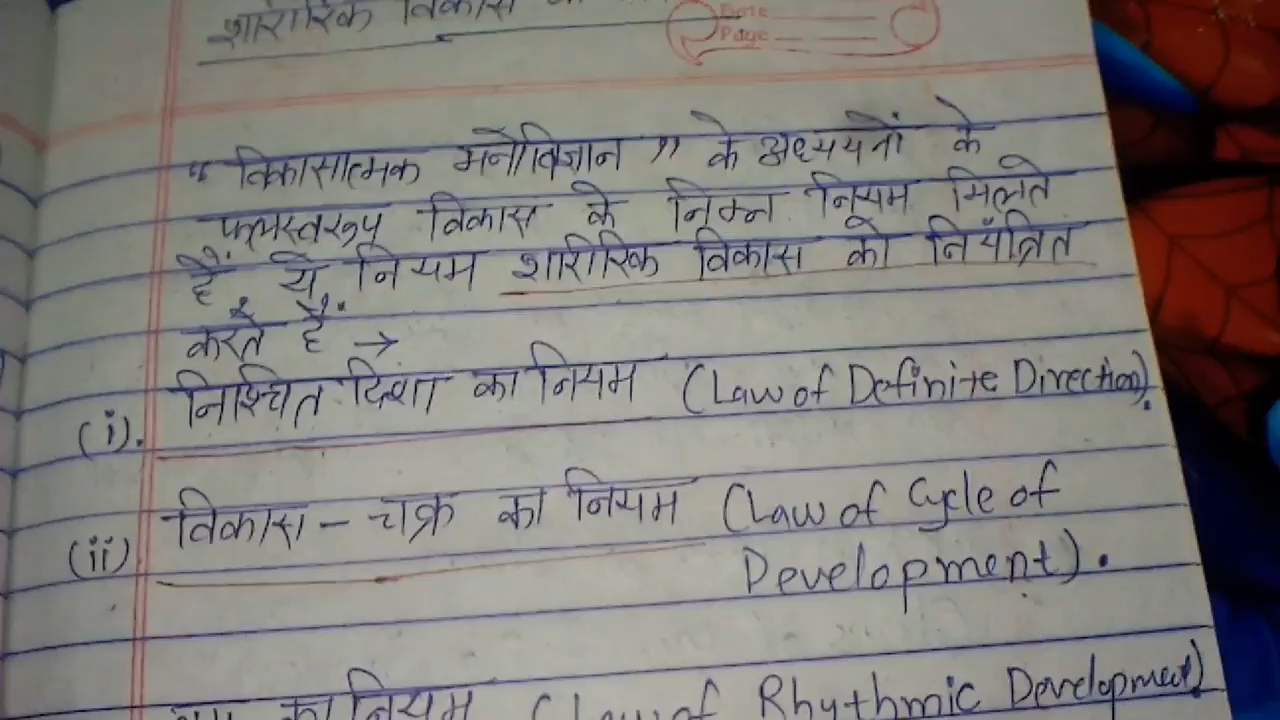 शारीरिक विकास
Date
Page
“ विकासात्मक मनोविज्ञान ” के अध्ययनों के
फलस्वरूप विकास के निम्न नियम मिलते
हैं, ये नियम शारीरिक विकास को नियंत्रित
करते हैं →
(i). निश्चित दिशा का नियम (Law of Definite Direction).
(ii) विकास - चक्र का नियम (Law of Cycle of
Development).
का नियम (Law of Rhythmic Development)